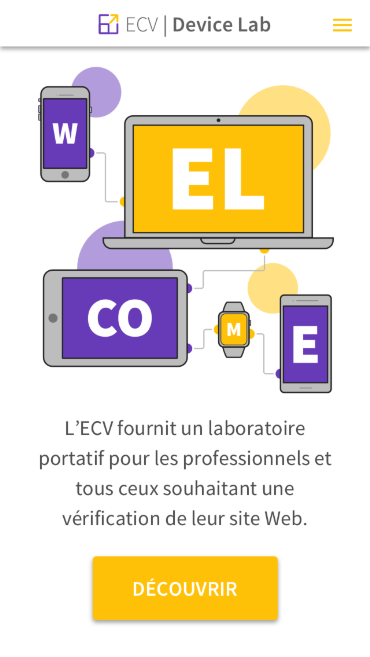 ECV | Device Lab
W
EL
CO
M
E
L’ECV fournit un laboratoire
portatif pour les professionnels et
tous ceux souhaitant une
vérification de leur site Web.
DÉCOUVRIR